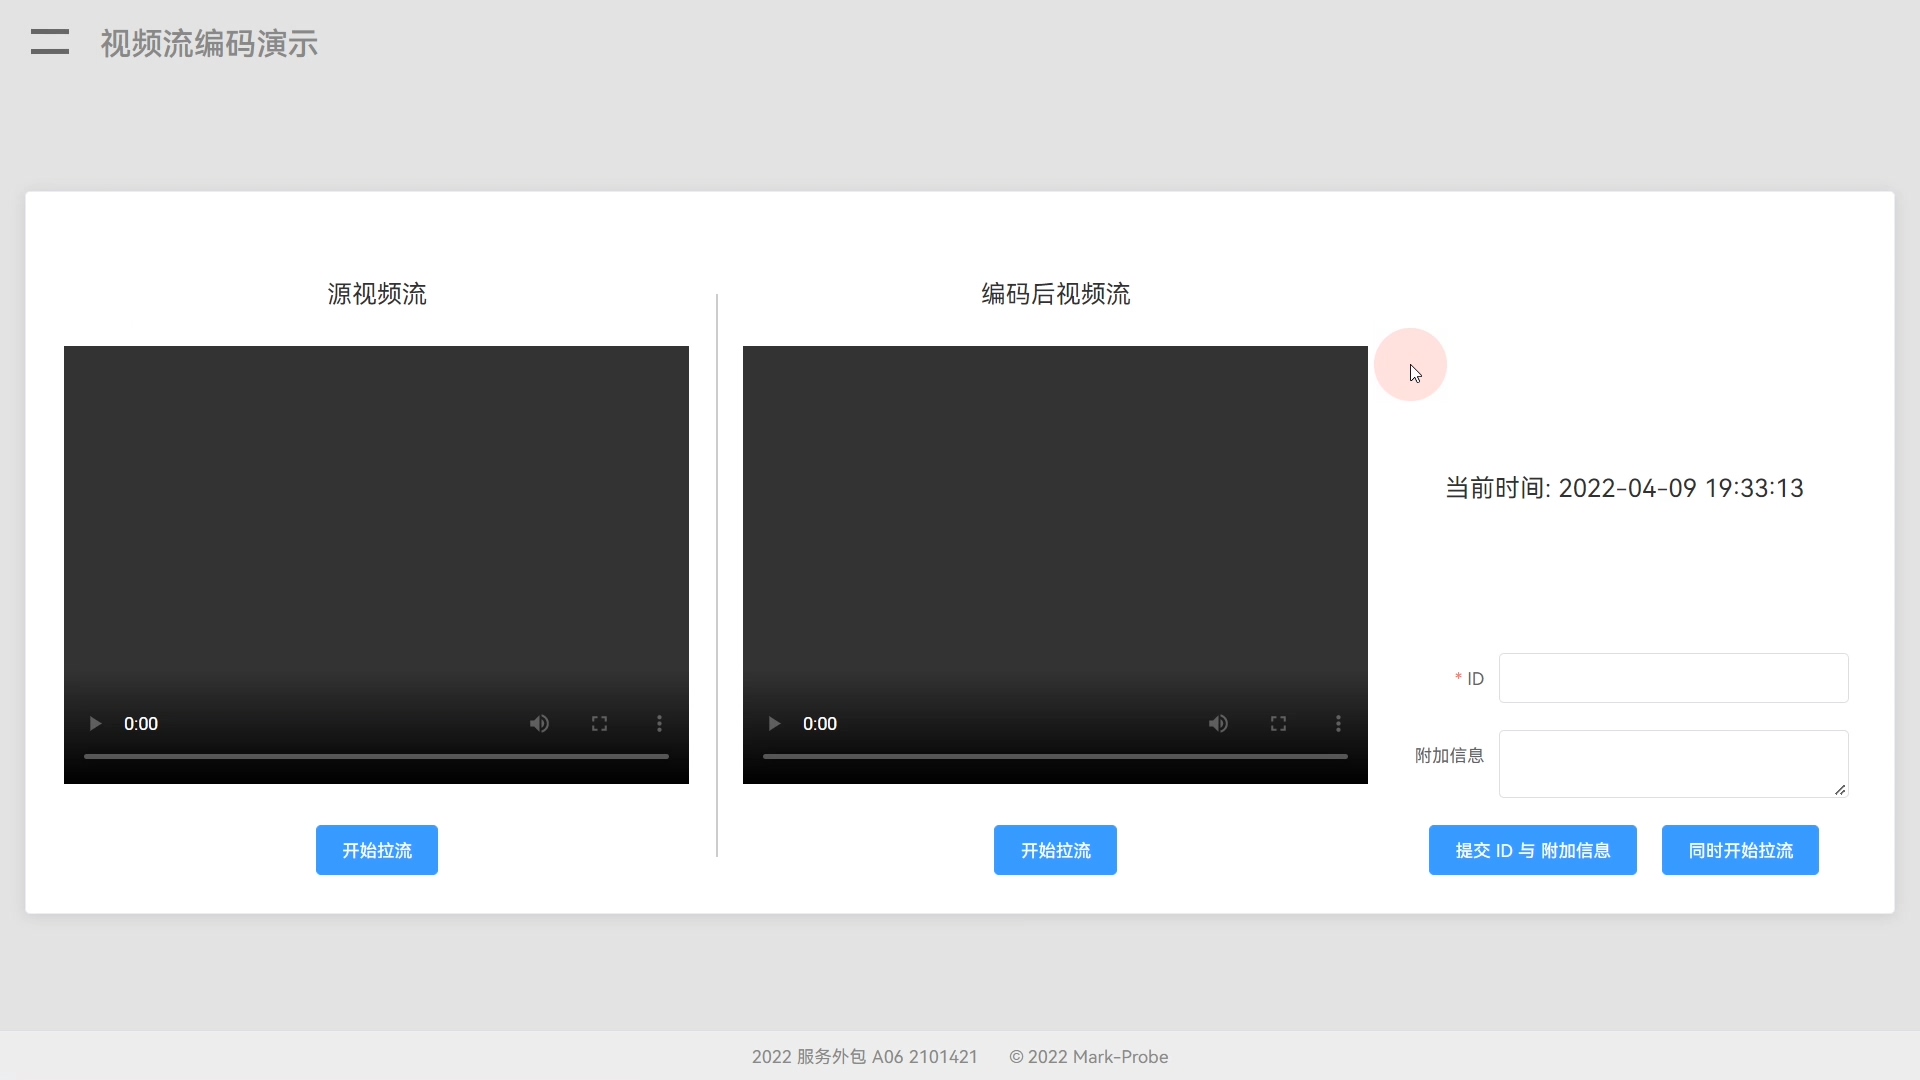 视频流编码演示
源视频流
编码后视频流
当前时间: 2022-04-09 19:33:13
0:00
0:00
* ID
附加信息
开始拉流
开始拉流
提交 ID 与 附加信息
同时开始拉流
2022 服务外包 A06 2101421 © 2022 Mark-Probe